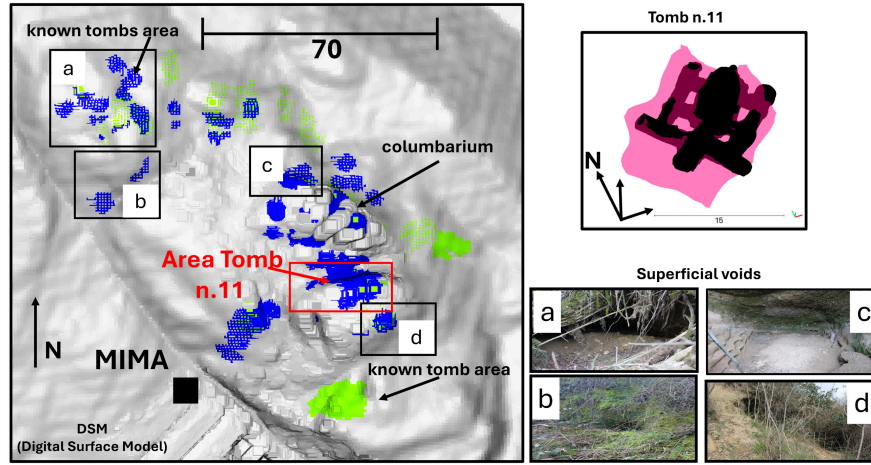 known tombs area
70
a
b
c
columbarium
Area Tomb
n.11
d
N
MIMA
known tomb area
DSM
(Digital Surface Model)
Tomb n.11
N
15
Superficial voids
a
c
b
d